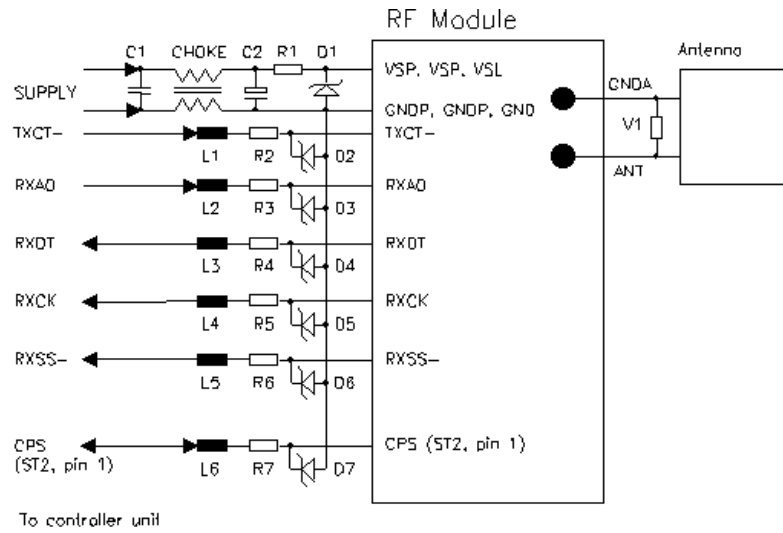 RF Module
C1 CHOKE C2 R1 D1
Antenna
VSP, VSP, VSL
GNDA
SUPPLY
GNDP, GNDP, GND
V1
TXCT- TXCT-
L1 R2 D2
ANT
RXAO RXAO
L2 R3 D3
RXDT RXDT
L3 R4 D4
RXCK RXCK
L4 R5 D5
RXSS- RXSS-
L5 R6 D6
CPS CPS (ST2, pin 1)
(ST2, pin 1)
L6 R7 D7
To controller unit